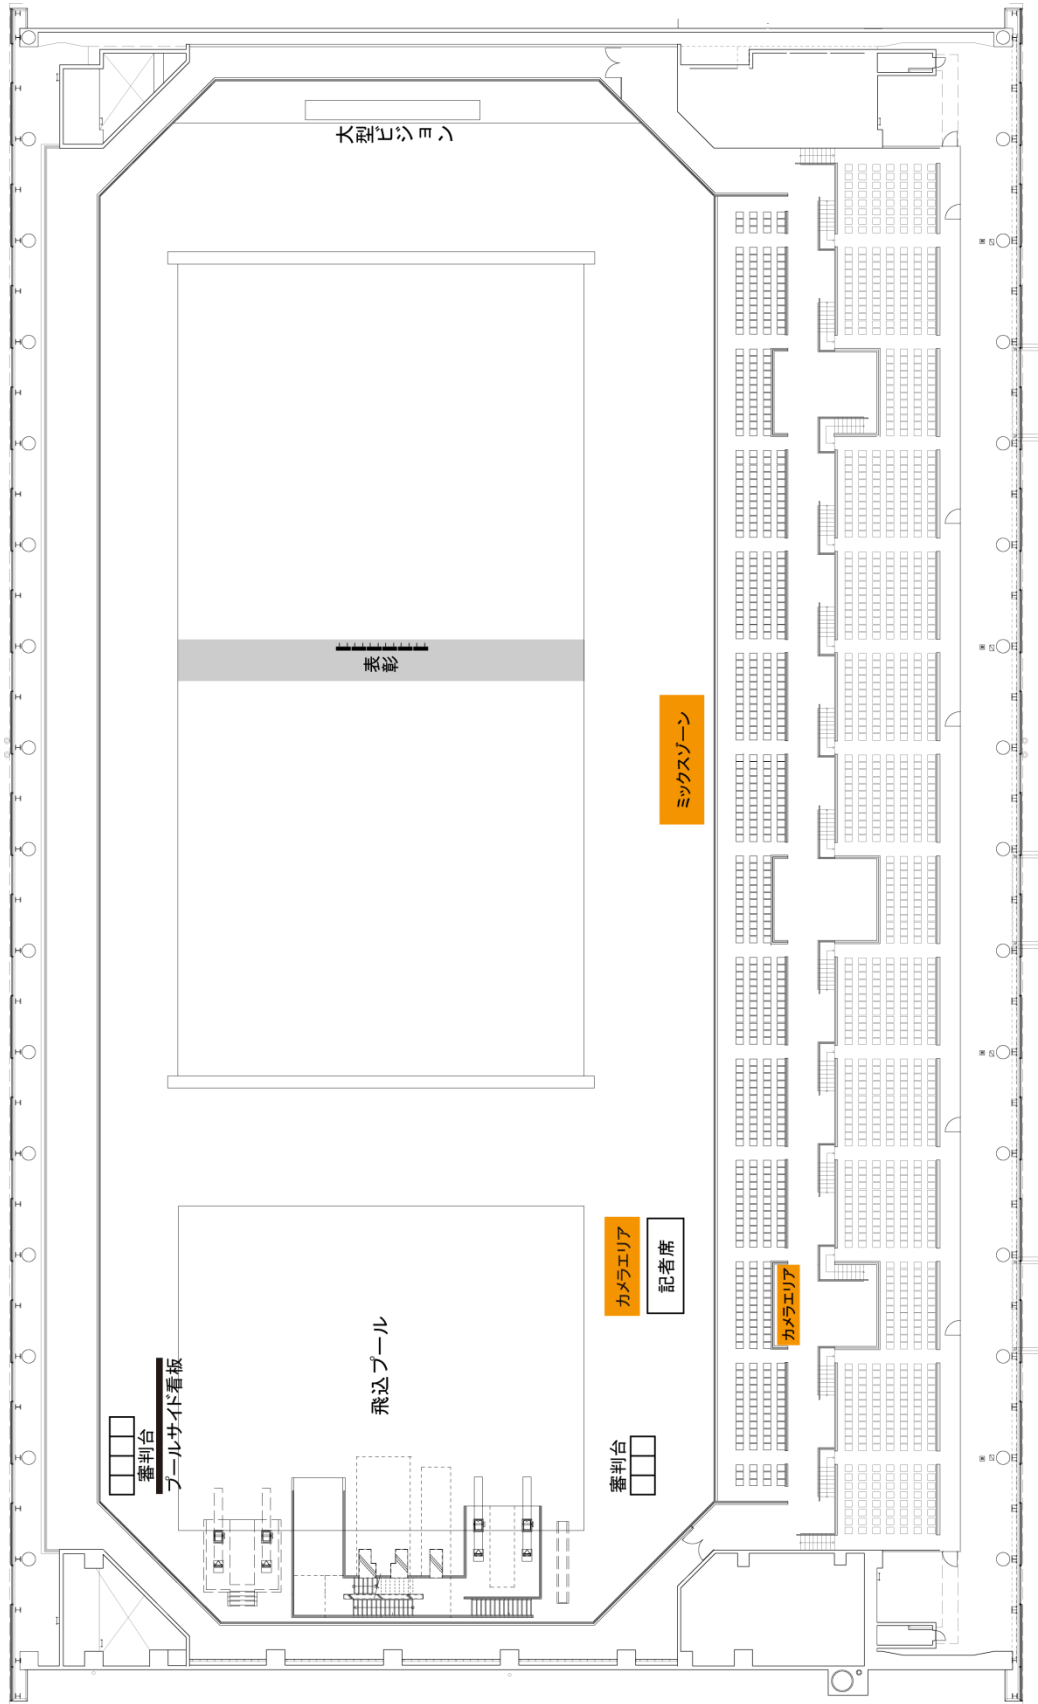 大型ビジョン
表彰
ミックスゾーン
カメラエリア
記者席
カメラエリア
飛込プール
審判台
プールサイド看板
審判台